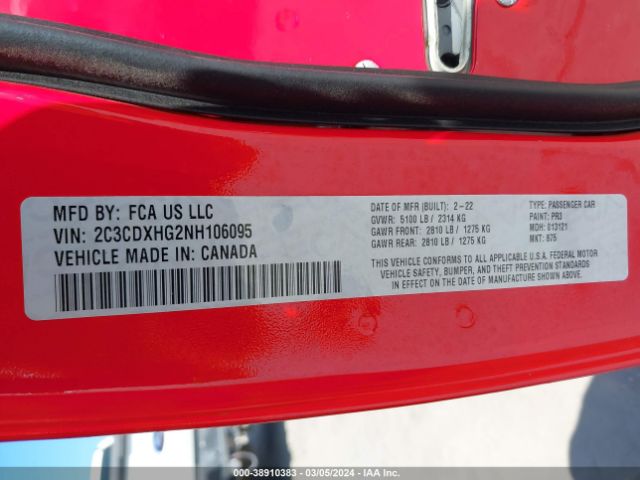 MFD BY: FCA US LLC
VIN: 2C3CDXHG2NH106095
VEHICLE MADE IN: CANADA
DATE OF MFR (BUILT): 2-22
GVWR: 5100 LB / 2314 KG
GAWR FRONT: 2810 LB / 1275 KG
GAWR REAR: 2810 LB / 1275 KG
TYPE: PASSENGER CAR
PAINT: PR3
MDH: 013121
MKT: B75
THIS VEHICLE CONFORMS TO ALL APPLICABLE U.S.A. FEDERAL MOTOR
VEHICLE SAFETY, BUMPER, AND THEFT PREVENTION STANDARDS
IN EFFECT ON THE DATE OF MANUFACTURE SHOWN ABOVE.
000-38910383 - 03/05/2024 - IAA Inc.